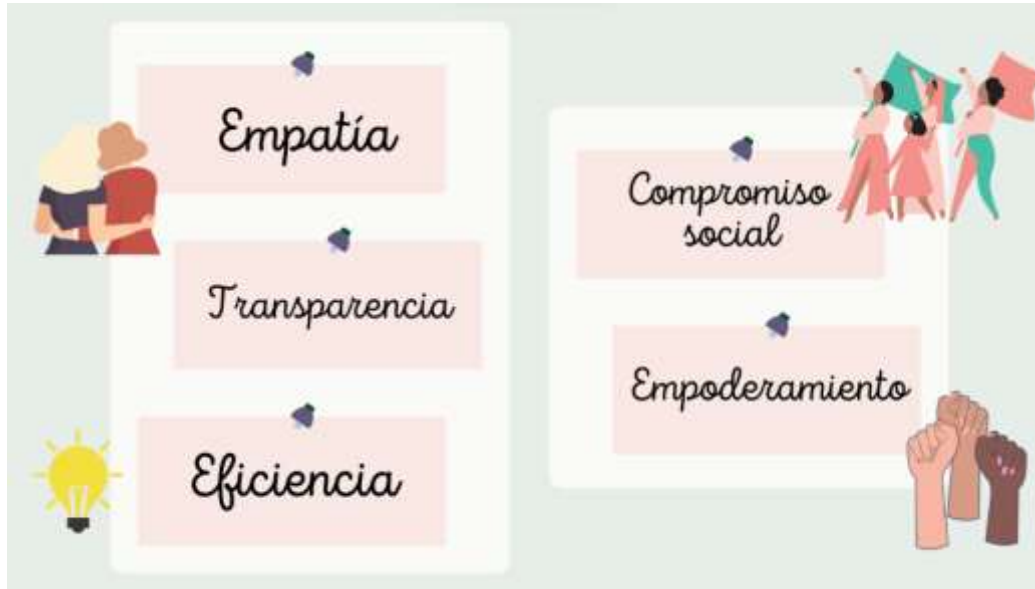 Empatía
Transparencia
Eficiencia
Compromiso
social
Empoderamiento